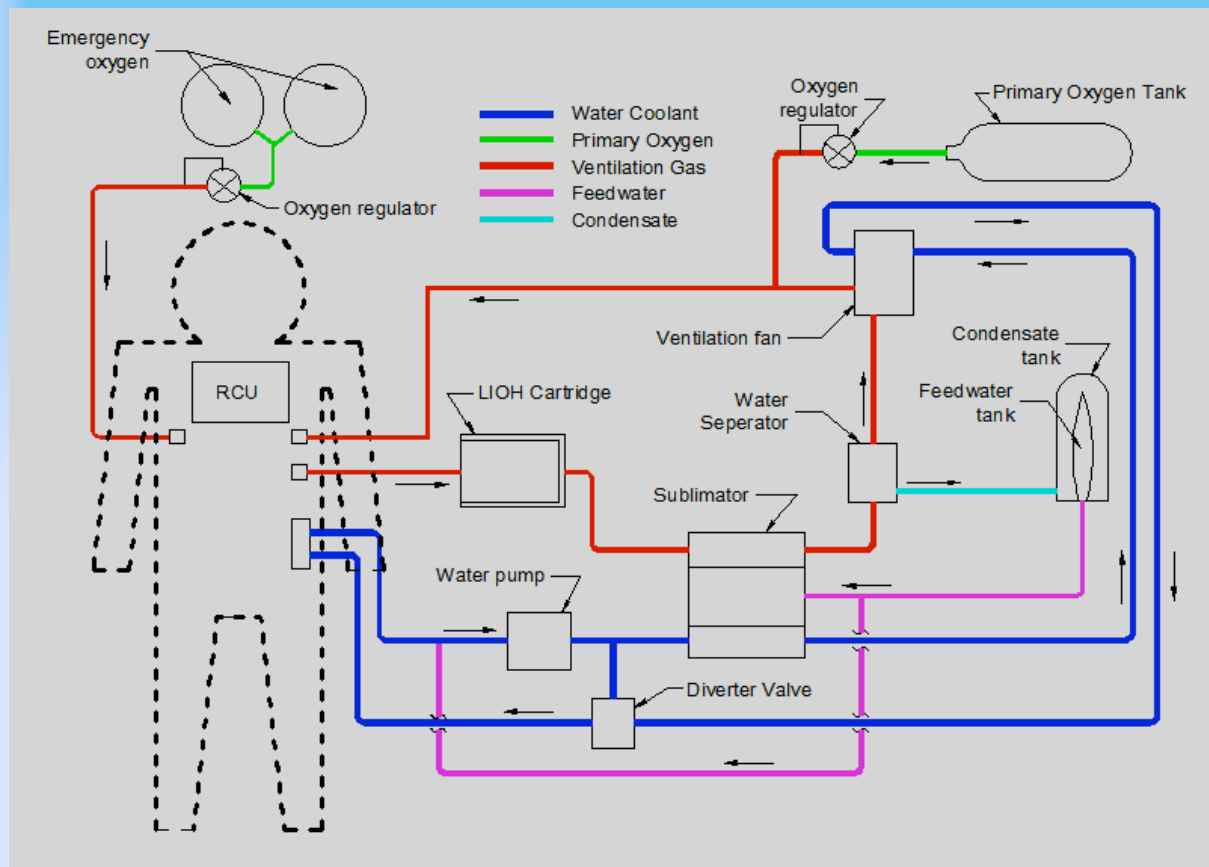 Emergency
oxygen
Oxygen
regulator
Primary Oxygen Tank
Water Coolant
Primary Oxygen
Ventilation Gas
Feedwater
Condensate
Oxygen regulator
Ventilation fan
Condensate
tank
Feedwater
tank
RCU
LIOH Cartridge
Water
Seperator
Sublimator
Water pump
Diverter Valve